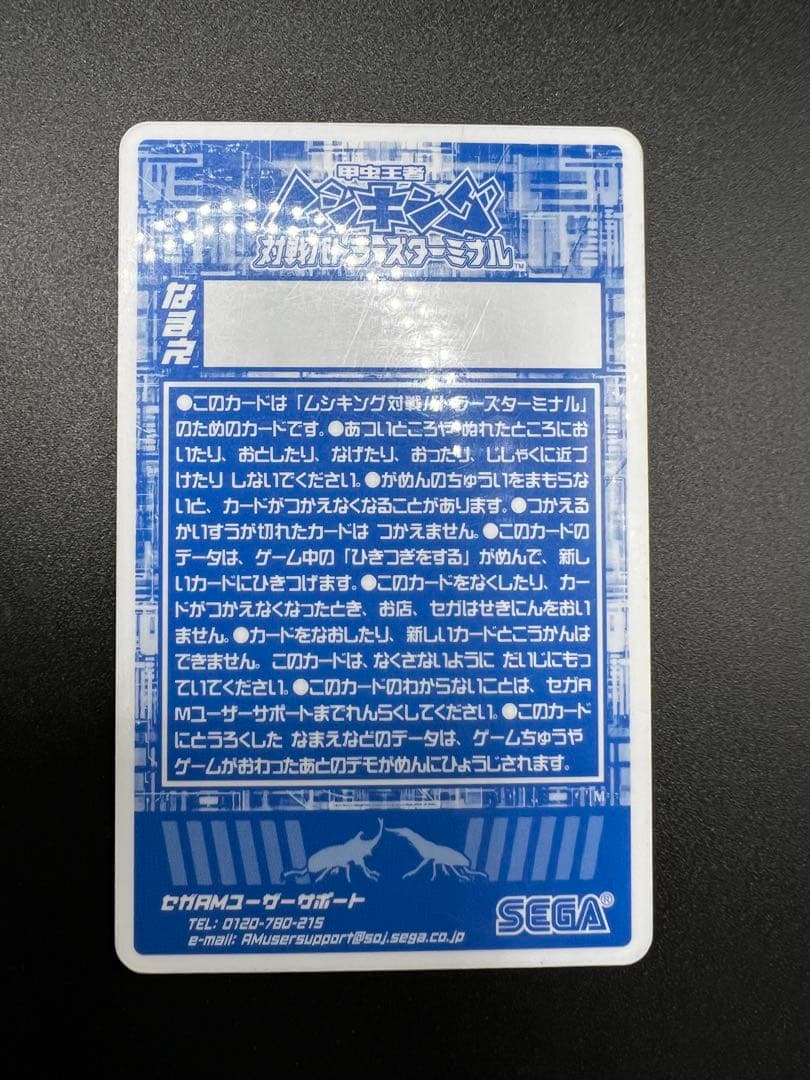 甲虫王者
ムシキング
対戦バトラーズターミナル™
なまえ
●このカードは「ムシキング対戦バトラーズターミナル」
のためのカードです。●あついところや ぬれたところにお
いたり、おとしたり、なげたり、おったり、じしゃくに近づ
けたり しないでください。●がめんのちゅういをまもらな
いと、カードがつかえなくなることがあります。●つかえる
かいすうが切れたカードは つかえません。●このカードの
データは、ゲーム中の「ひきつぎをする」がめんで、新し
いカードにひきつげます。●このカードをなくしたり、カー
ドがつかえなくなったとき、お店、セガはせきにんをおい
ません。●カードをなおしたり、新しいカードとこうかんは
できません。このカードは、なくさないように だいじにもっ
ていてください。●このカードのわからないことは、セガA
Mユーザーサポートまでれんらくしてください。●このカード
にとうろくした なまえなどのデータは、ゲームちゅうや
ゲームがおわったあとのデモがめんにひょうじされます。
セガAMユーザーサポート
TEL: 0120-780-215
e-mail: AMusersupport@soj.sega.co.jp
SEGA®